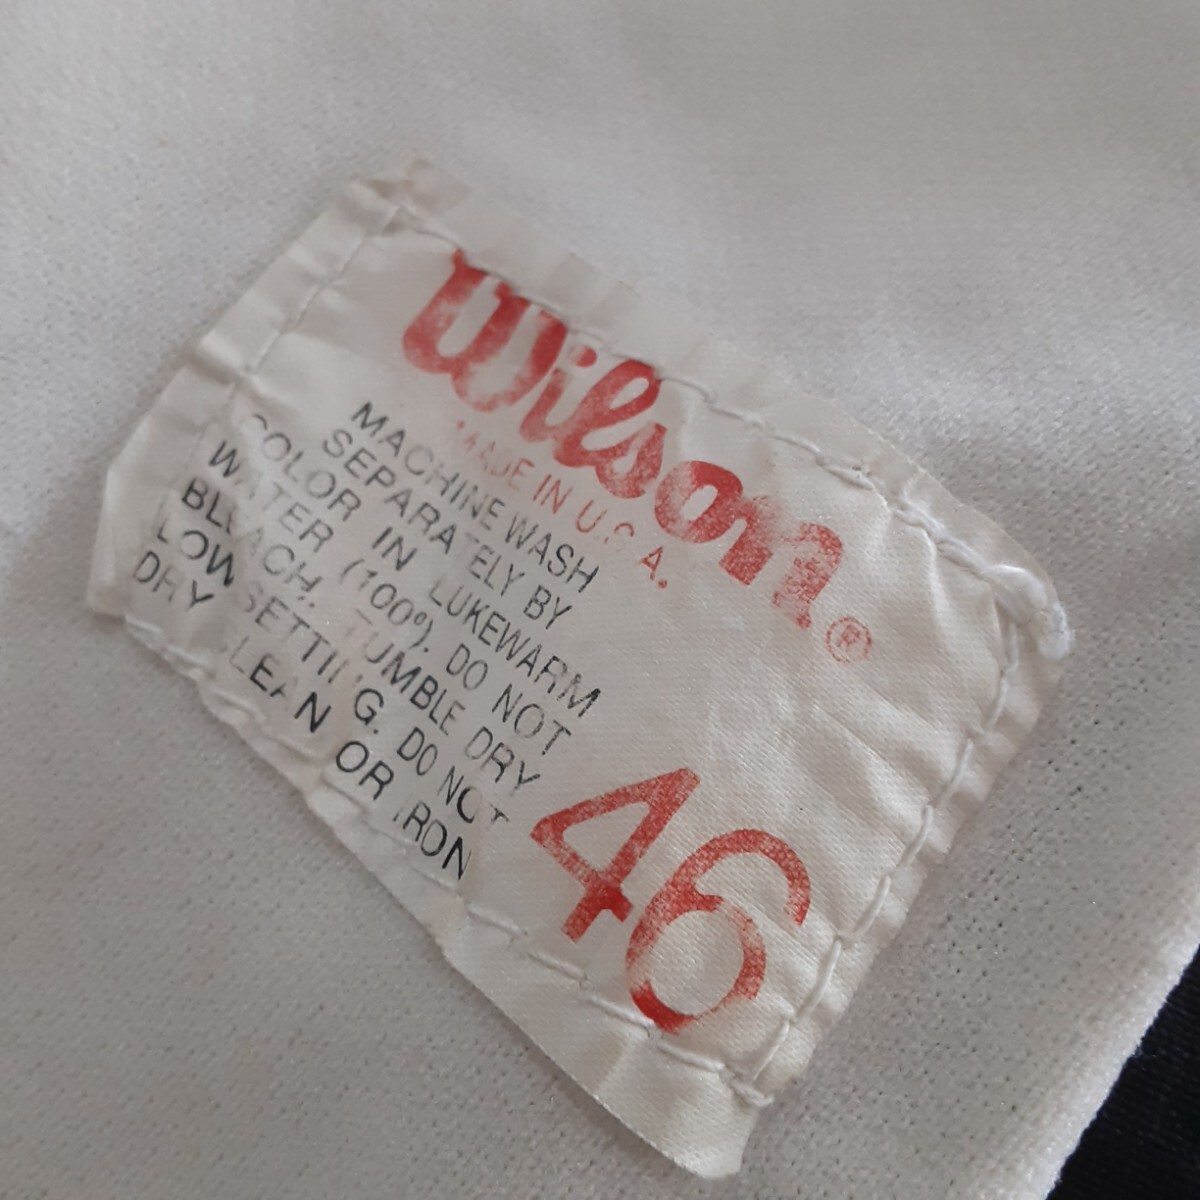 Wilson®
MADE IN U.S.A.
MACHINE WASH
SEPARATELY BY
COLOR IN LUKEWARM
WATER (100º). DO NOT
BLEACH. TUMBLE DRY
LOW SETTING. DO NOT
DRY CLEAN OR IRON
46